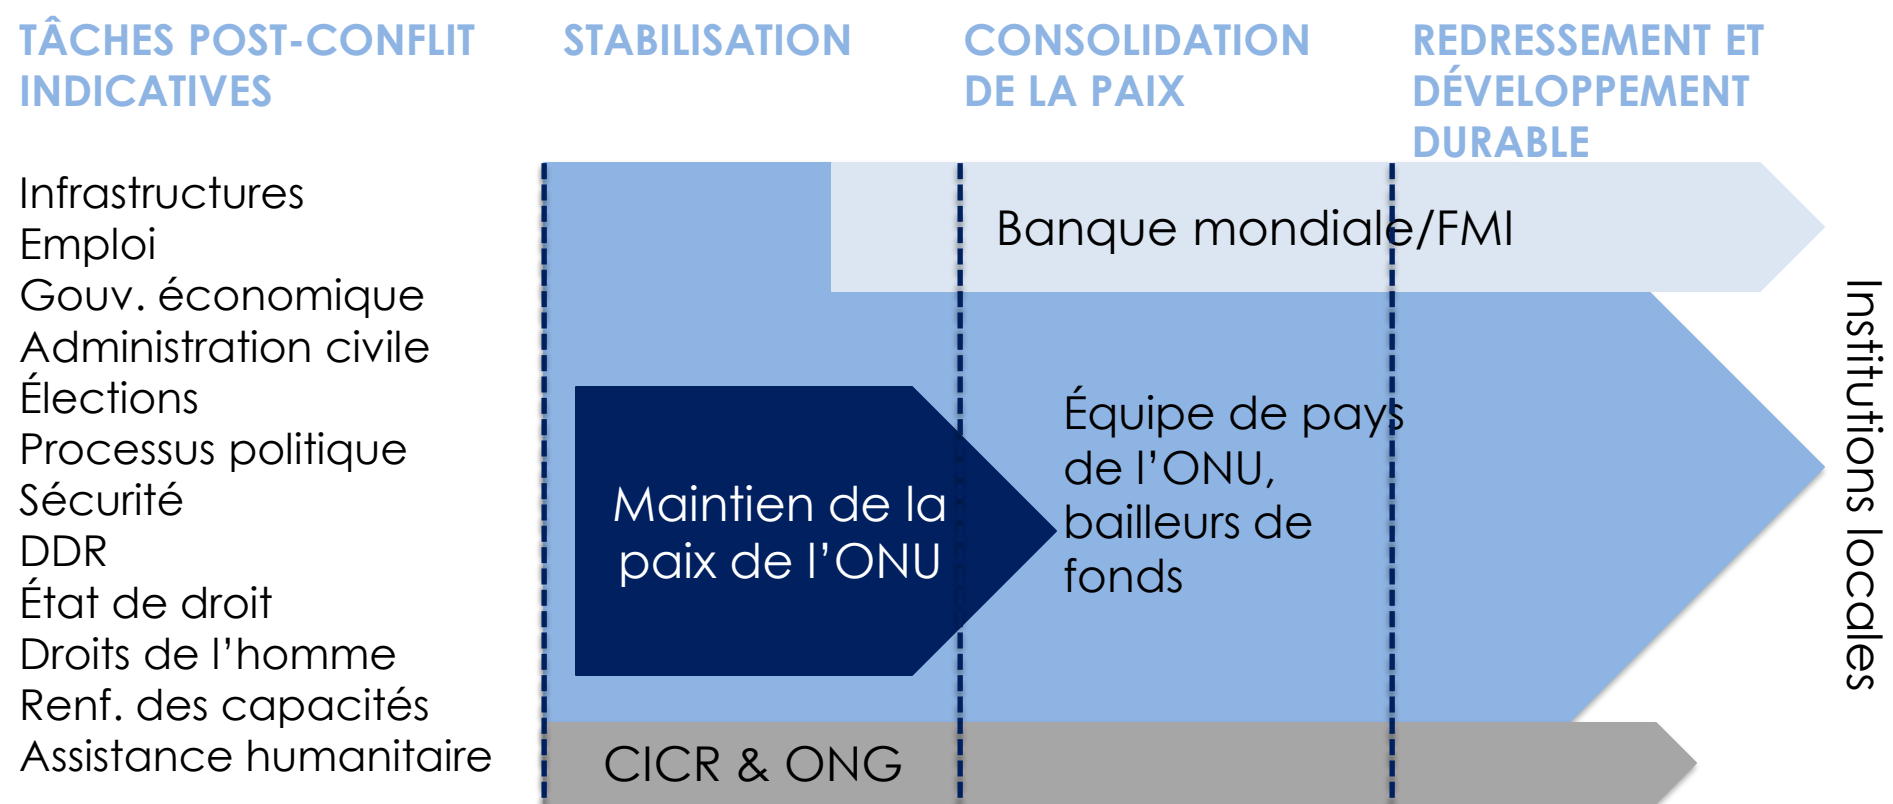 TÂCHES POST-CONFLIT
INDICATIVES
STABILISATION
CONSOLIDATION
DE LA PAIX
REDRESSEMENT ET
DÉVELOPPEMENT
DURABLE
Infrastructures
Emploi
Gouv. économique
Administration civile
Élections
Processus politique
Sécurité
DDR
État de droit
Droits de l’homme
Renf. des capacités
Assistance humanitaire
Banque mondiale/FMI
Maintien de la
paix de l’ONU
Équipe de pays
de l’ONU,
bailleurs de
fonds
CICR & ONG
Institutions locales